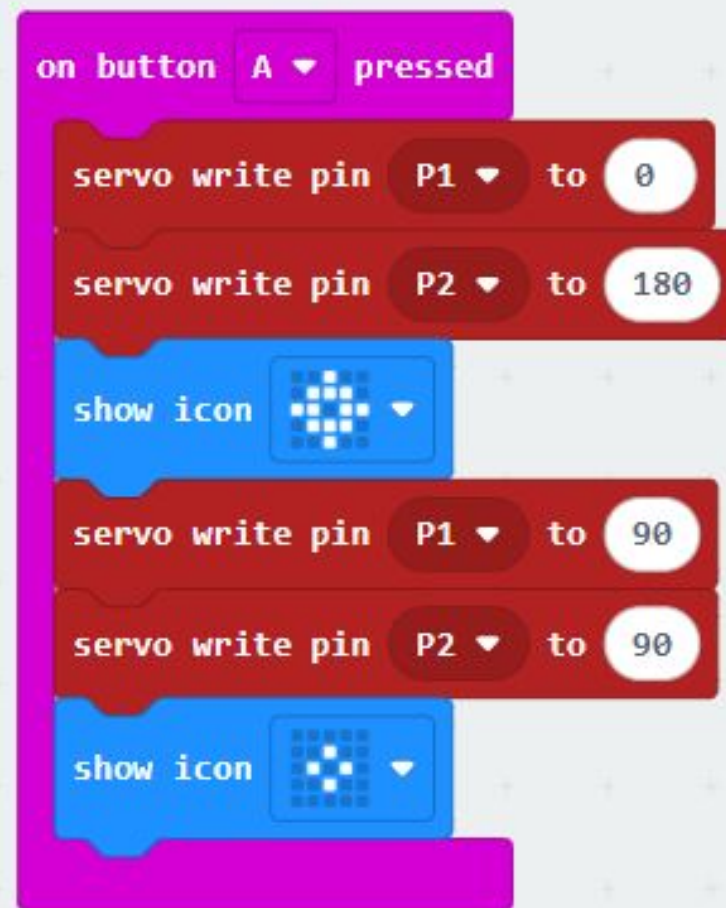 on button A pressed
servo write pin P1 to 0
servo write pin P2 to 180
show icon
servo write pin P1 to 90
servo write pin P2 to 90
show icon